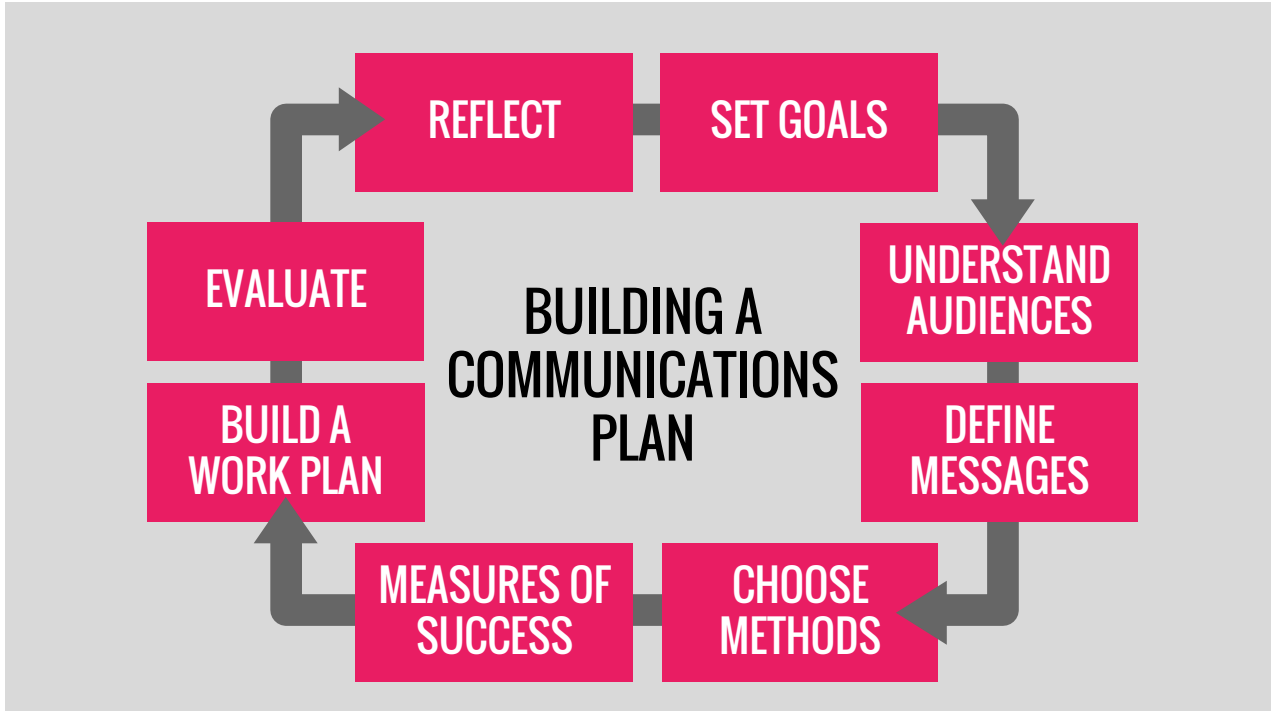 REFLECT
SET GOALS
UNDERSTAND
AUDIENCES
DEFINE
MESSAGES
CHOOSE
METHODS
MEASURES OF
SUCCESS
BUILD A
WORK PLAN
EVALUATE
BUILDING A
COMMUNICATIONS
PLAN